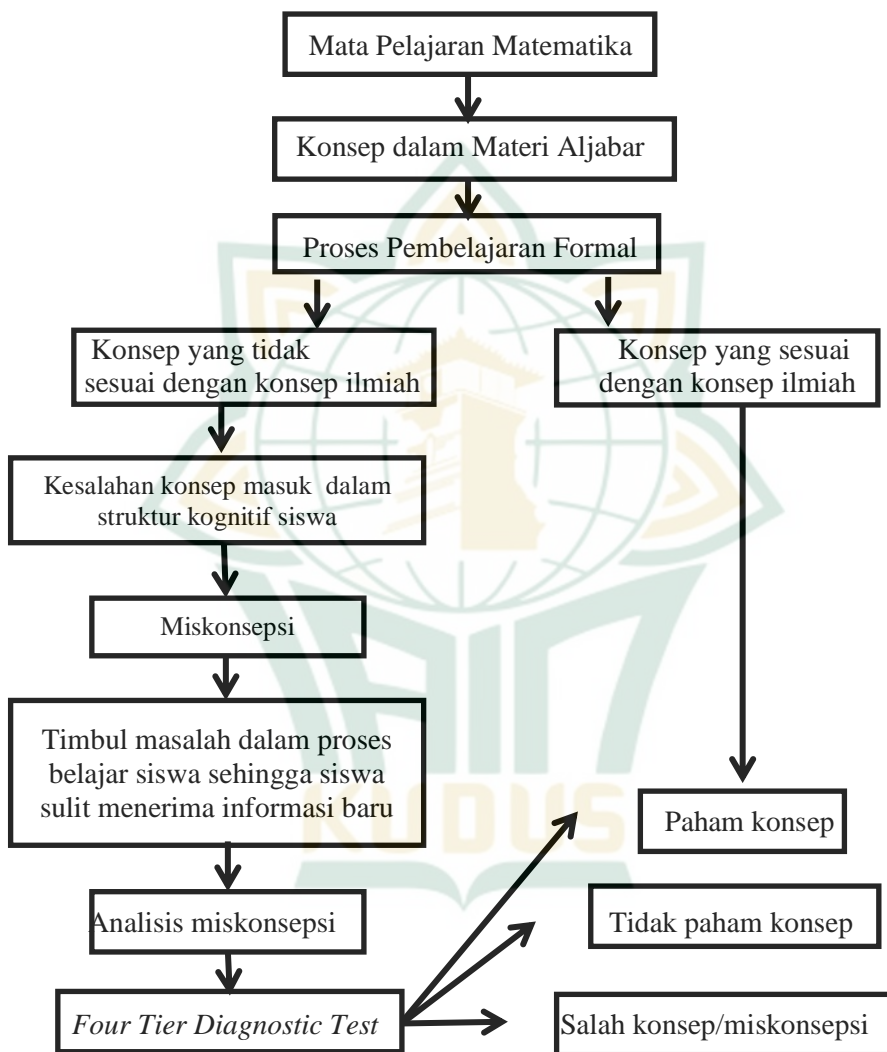 Mata Pelajaran Matematika
Konsep dalam Materi Aljabar
Proses Pembelajaran Formal
Konsep yang tidak
sesuai dengan konsep ilmiah
Konsep yang sesuai
dengan konsep ilmiah
Kesalahan konsep masuk dalam
struktur kognitif siswa
Miskonsepsi
Timbul masalah dalam proses
belajar siswa sehingga siswa
sulit menerima informasi baru
Paham konsep
Analisis miskonsepsi
Tidak paham konsep
Four Tier Diagnostic Test
Salah konsep/miskonsepsi
IAIN
KUDUS